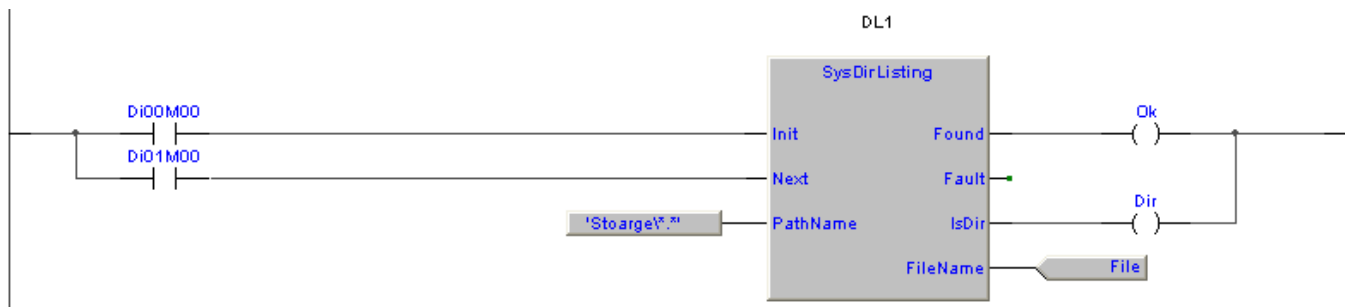 DL1
SysDirListing
Di00M00
Init
Found
Ok
Di01M00
Next
Fault
'Stoarge\*.*'
PathName
IsDir
Dir
FileName
File